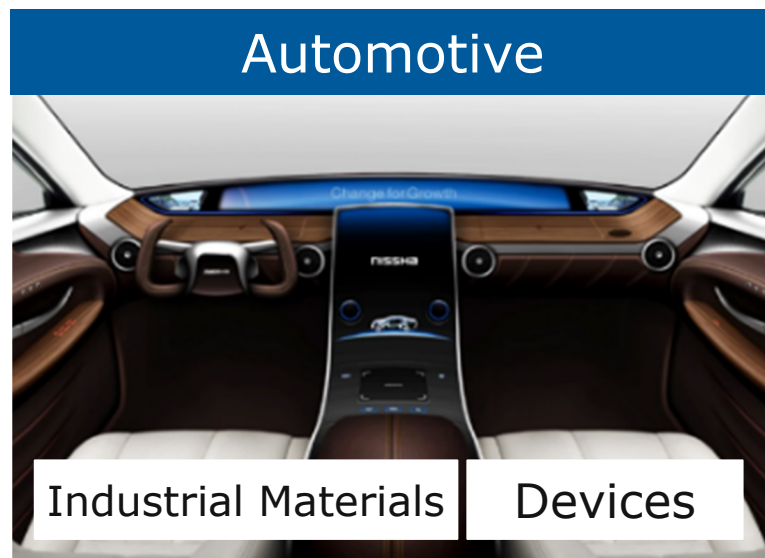 Automotive
Change for Growth
nissha
Industrial Materials
Devices